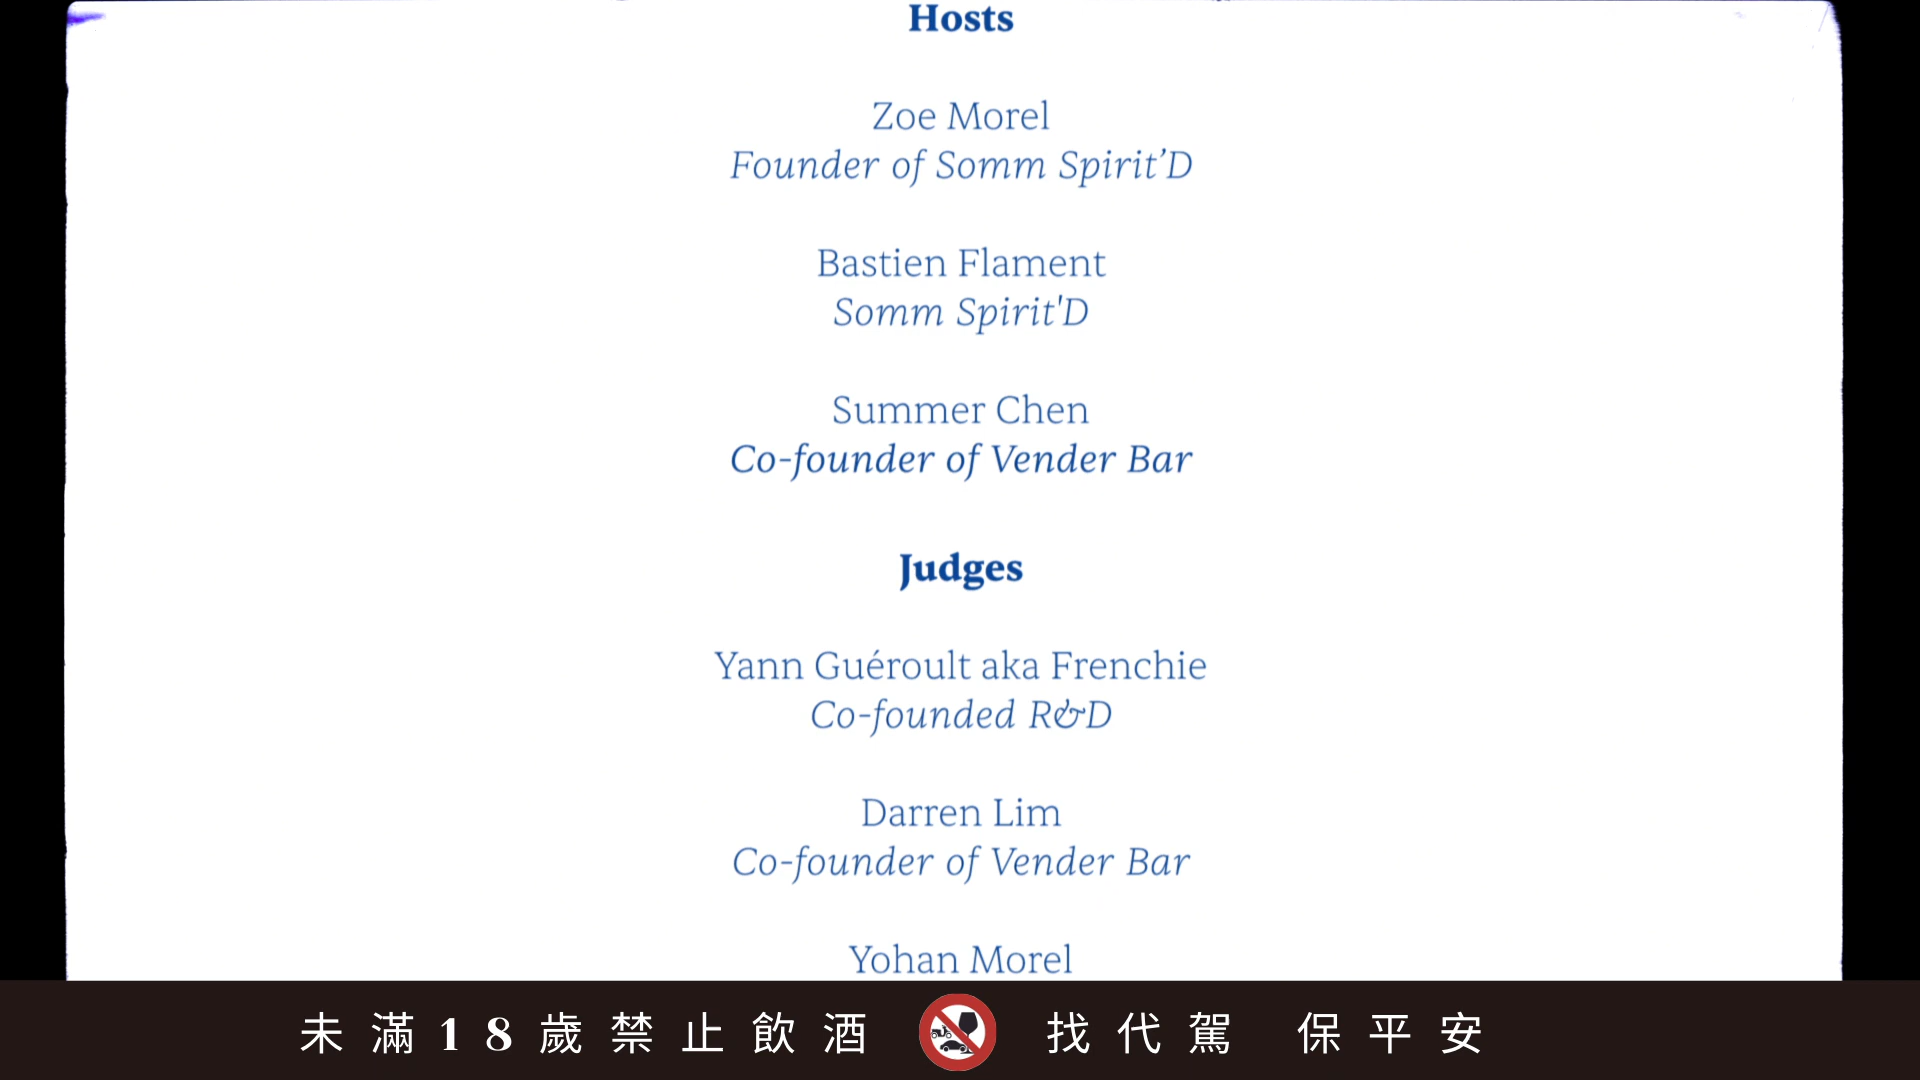 Hosts
Zoe Morel
Founder of Somm Spirit’D
Bastien Flament
Somm Spirit'D
Summer Chen
Co-founder of Vender Bar
Judges
Yann Guéroult aka Frenchie
Co-founded R&D
Darren Lim
Co-founder of Vender Bar
Yohan Morel
未滿18歲禁止飲酒 找代駕 保平安